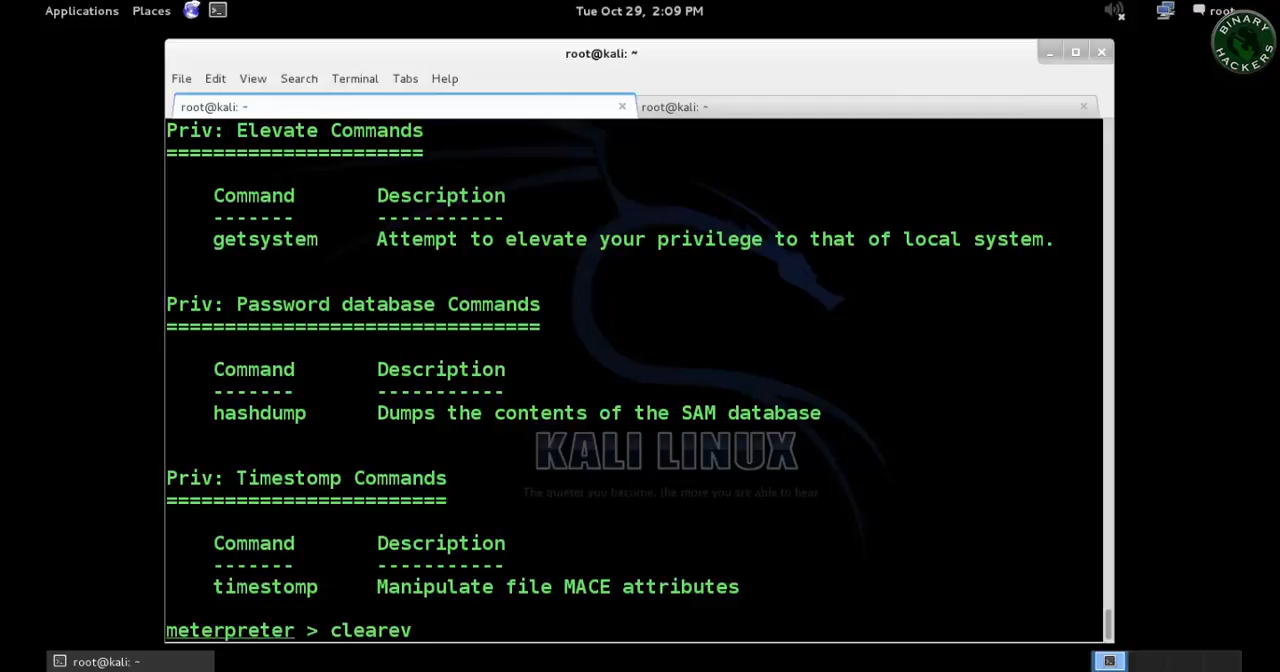 Applications Places Tue Oct 29, 2:09 PM root
BINARY HACKERS
root@kali: ~
File Edit View Search Terminal Tabs Help
root@kali: ~ root@kali: ~
Priv: Elevate Commands
======================
Command Description
------- -----------
getsystem Attempt to elevate your privilege to that of local system.
Priv: Password database Commands
================================
Command Description
------- -----------
hashdump Dumps the contents of the SAM database
KALI LINUX
The quieter you become, the more you are able to hear
Priv: Timestomp Commands
========================
Command Description
------- -----------
timestomp Manipulate file MACE attributes
meterpreter > clearev
root@kali: ~